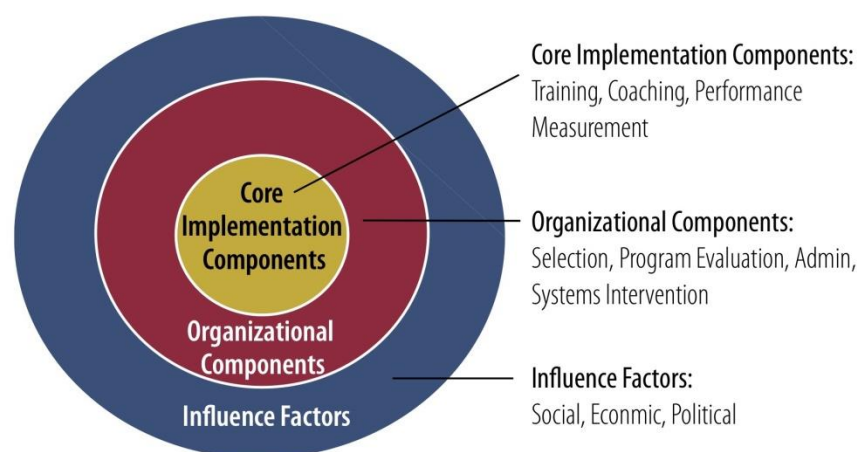 Core
Implementation
Components
Organizational
Components
Influence Factors
Core Implementation Components:
Training, Coaching, Performance
Measurement
Organizational Components:
Selection, Program Evaluation, Admin,
Systems Intervention
Influence Factors:
Social, Econmic, Political